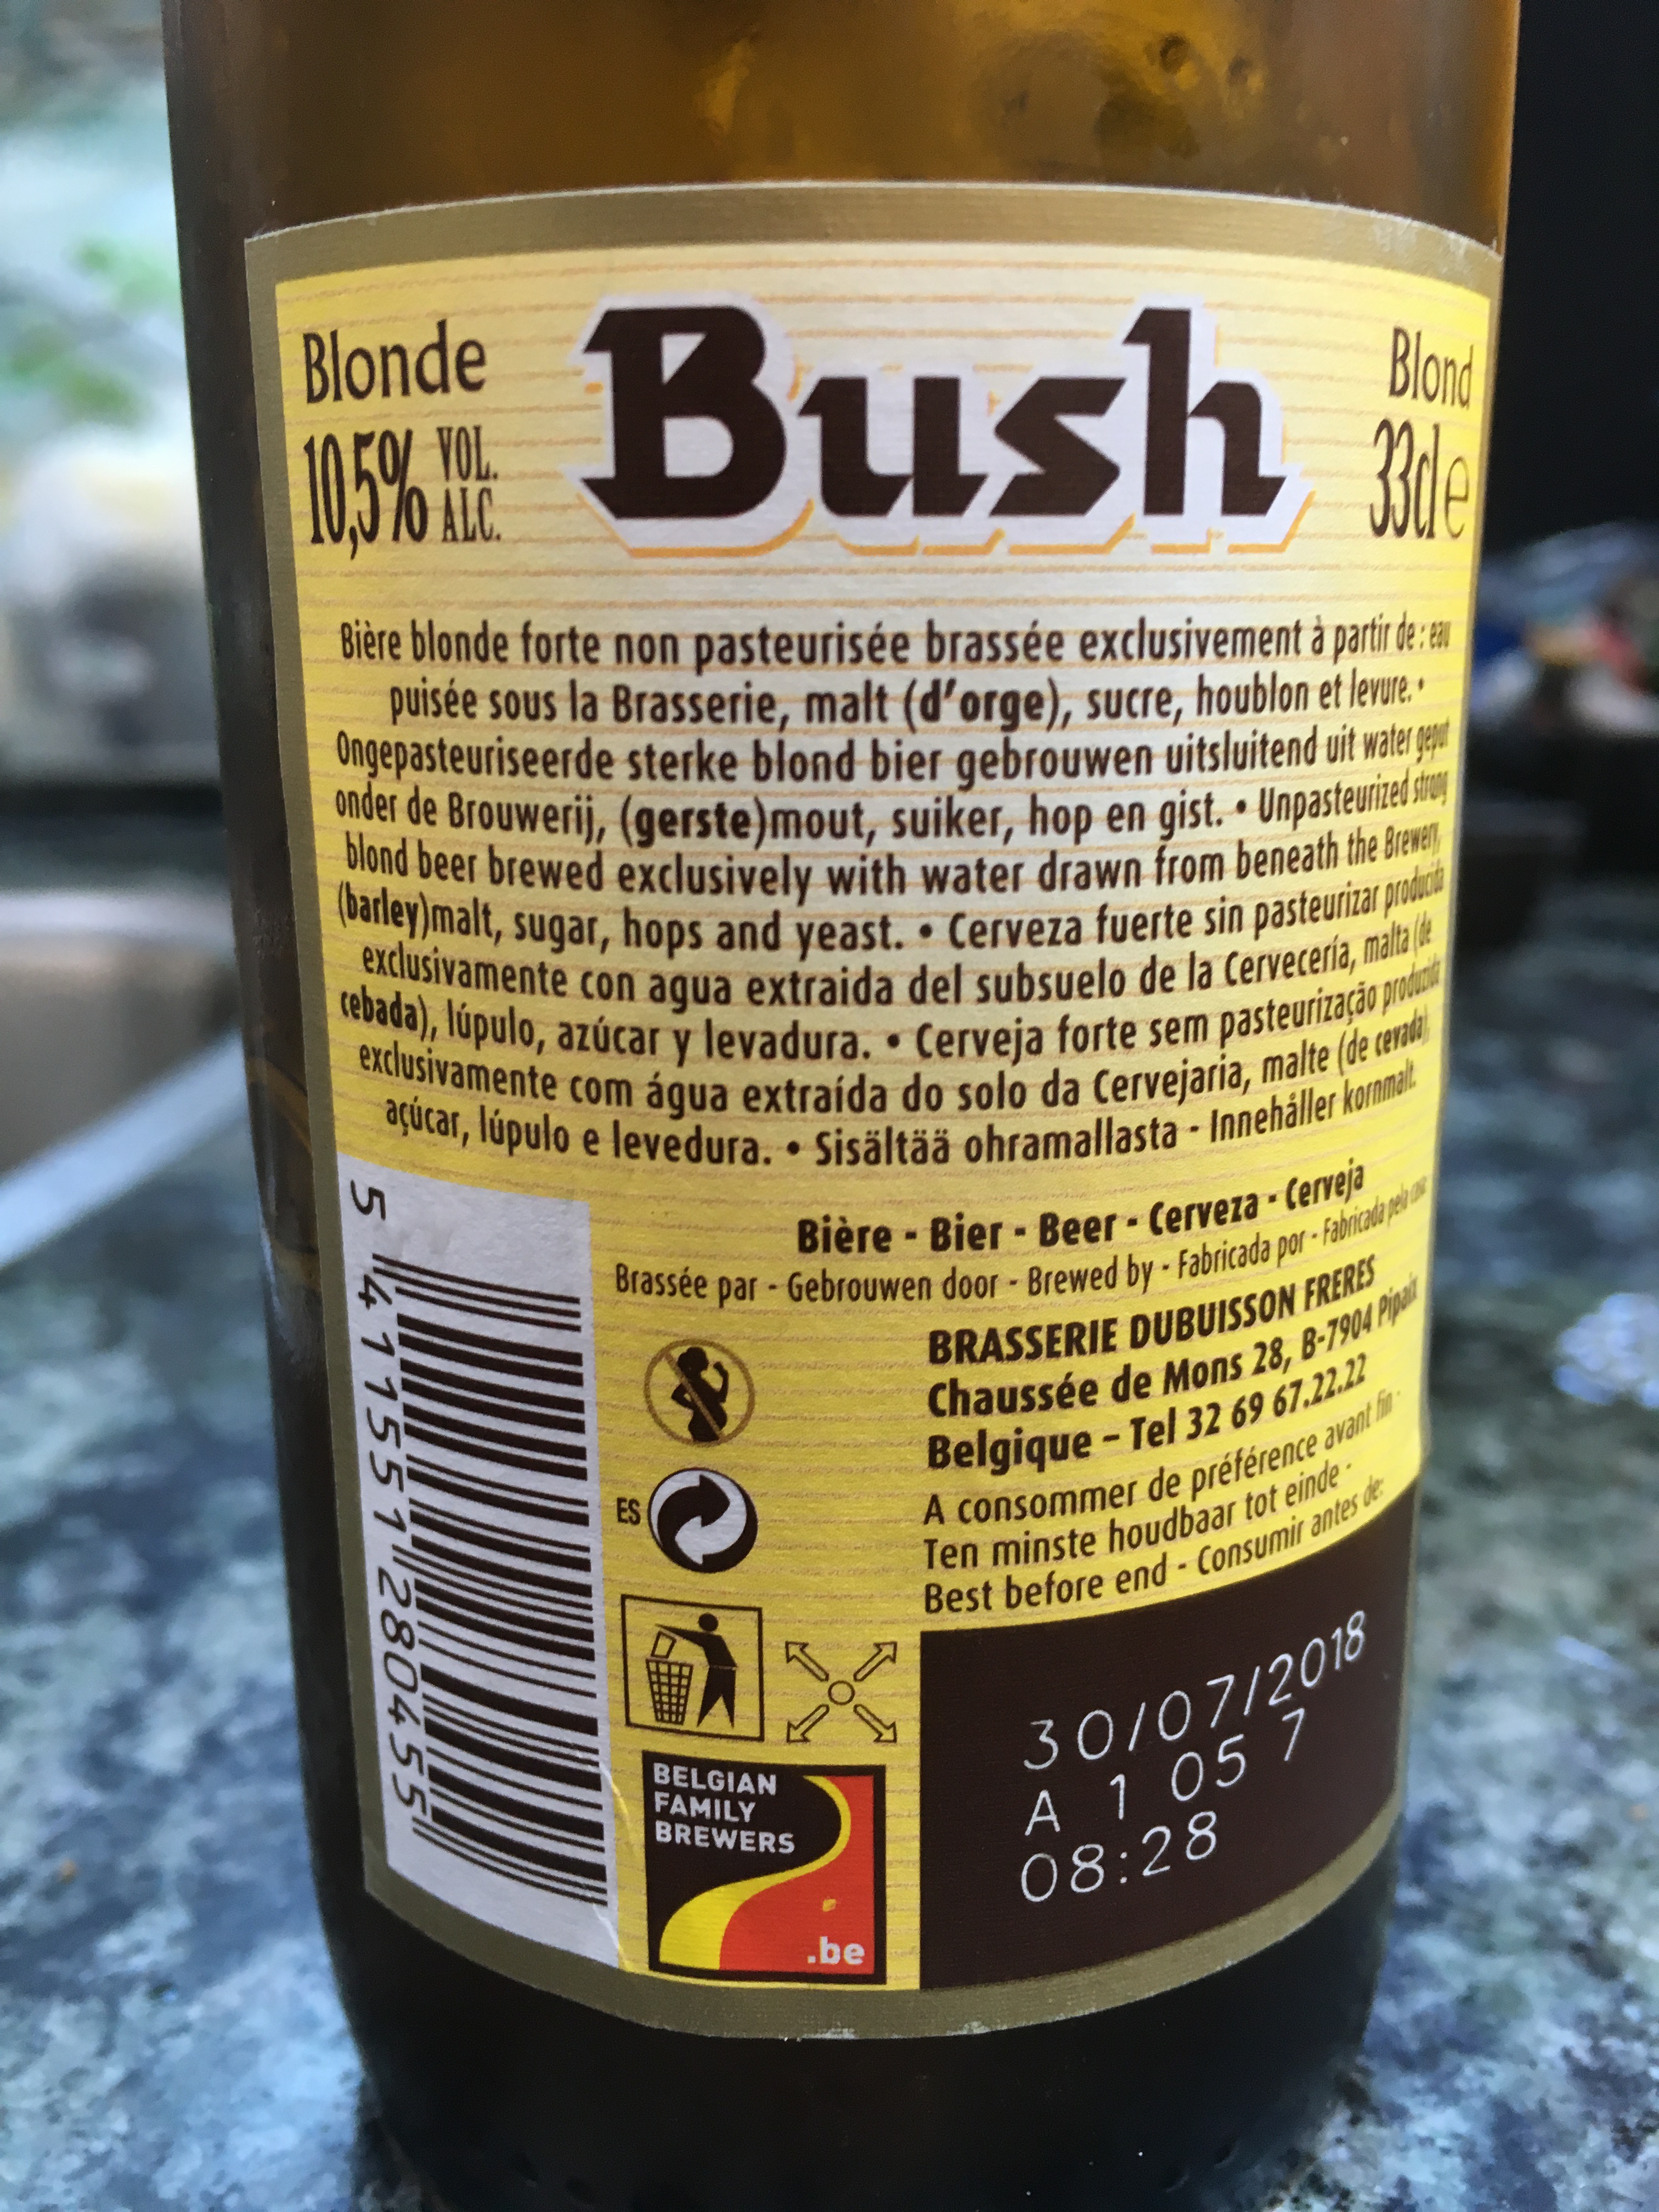 Blonde
Bush
Blond
10,5% VOL. ALC.
33cl e
Bière blonde forte non pasteurisée brassée exclusivement à partir de : eau
puisée sous la Brasserie, malt (d'orge), sucre, houblon et levure. •
Ongepasteuriseerde sterke blond bier gebrouwen uitsluitend uit water geput
onder de Brouwerij, (gerste)mout, suiker, hop en gist. • Unpasteurized strong
blond beer brewed exclusively with water drawn from beneath the Brewery,
(barley)malt, sugar, hops and yeast. • Cerveza fuerte sin pasteurizar producida
exclusivamente con agua extraida del subsuelo de la Cervecería, malta (de
cebada), lúpulo, azúcar y levadura. • Cerveja forte sem pasteurização produzida
exclusivamente com água extraída do solo da Cervejaria, malte (de cevada),
açúcar, lúpulo e levedura. • Sisältää ohramallasta - Innehåller kornmalt.
Bière - Bier - Beer - Cerveza - Cerveja
Brassée par - Gebrouwen door - Brewed by - Fabricada por - Fabricada pela casa
BRASSERIE DUBUISSON FRERES
Chaussée de Mons 28, B-7904 Pipaix
Belgique – Tel 32 69 67.22.22
A consommer de préférence avant fin -
Ten minste houdbaar tot einde -
Best before end - Consumir antes de:
30/07/2018
A 1 05 7
08:28
5 411551 280455
ES
BELGIAN
FAMILY
BREWERS
.be